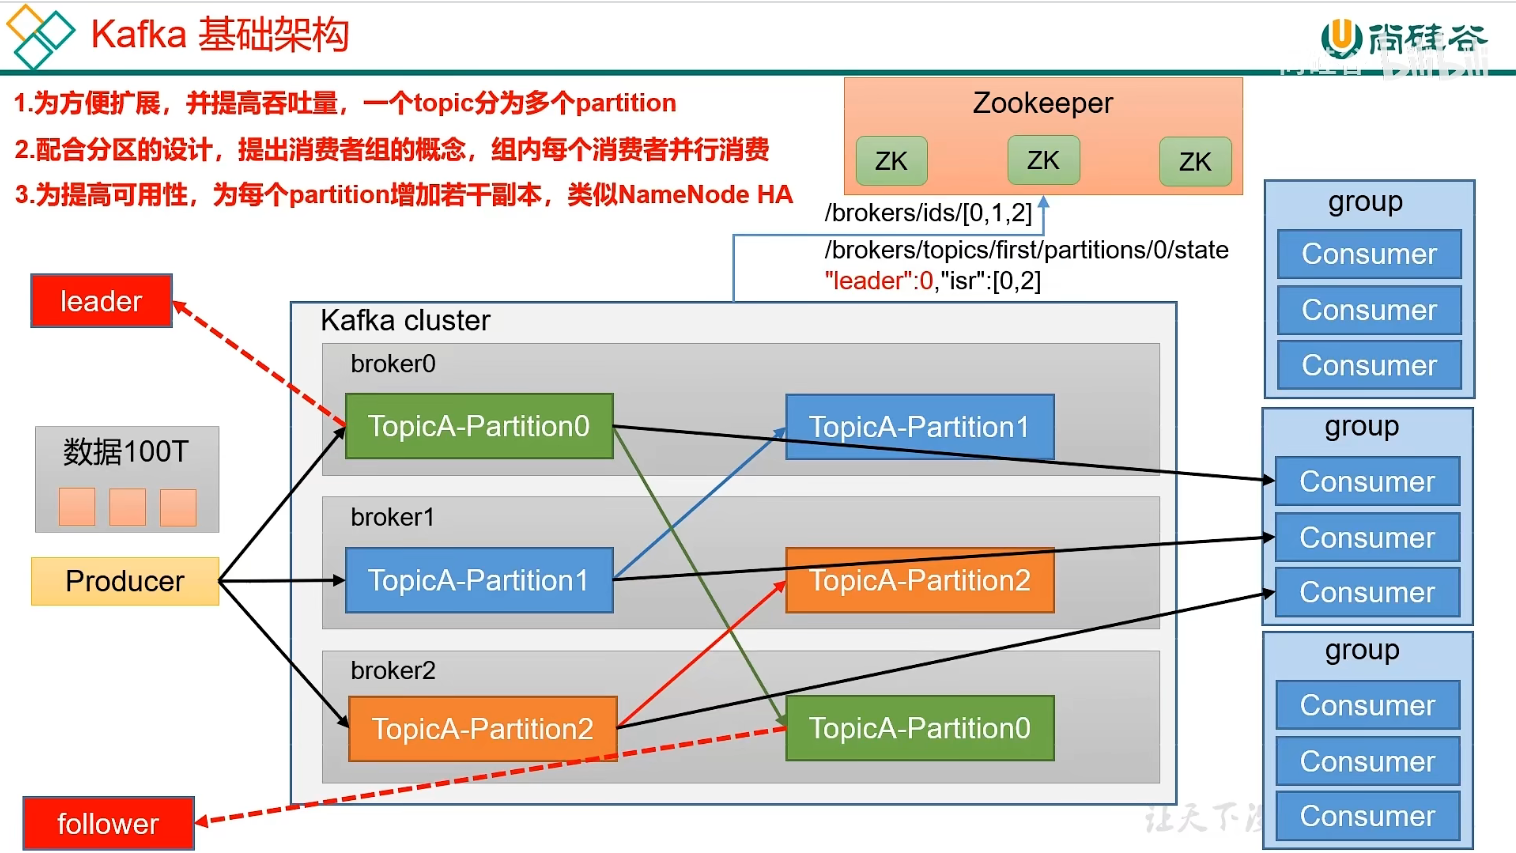 Kafka 基础架构
尚硅谷
bilibili
1.为方便扩展，并提高吞吐量，一个topic分为多个partition
2.配合分区的设计，提出消费者组的概念，组内每个消费者并行消费
3.为提高可用性，为每个partition增加若干副本，类似NameNode HA
Zookeeper
ZK
ZK
ZK
/brokers/ids/[0,1,2]
/brokers/topics/first/partitions/0/state
"leader":0,"isr":[0,2]
leader
数据100T
Producer
follower
Kafka cluster
broker0
TopicA-Partition0
TopicA-Partition1
broker1
TopicA-Partition1
TopicA-Partition2
broker2
TopicA-Partition2
TopicA-Partition0
group
Consumer
Consumer
Consumer
group
Consumer
Consumer
Consumer
group
Consumer
Consumer
Consumer
让天下